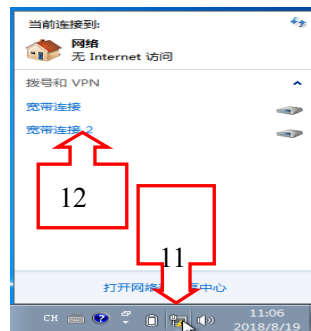 当前连接到:
网络
无 Internet 访问
拨号和 VPN
宽带连接
宽带连接 2
12
11
打开网络 中心
CH
11:06
2018/8/19